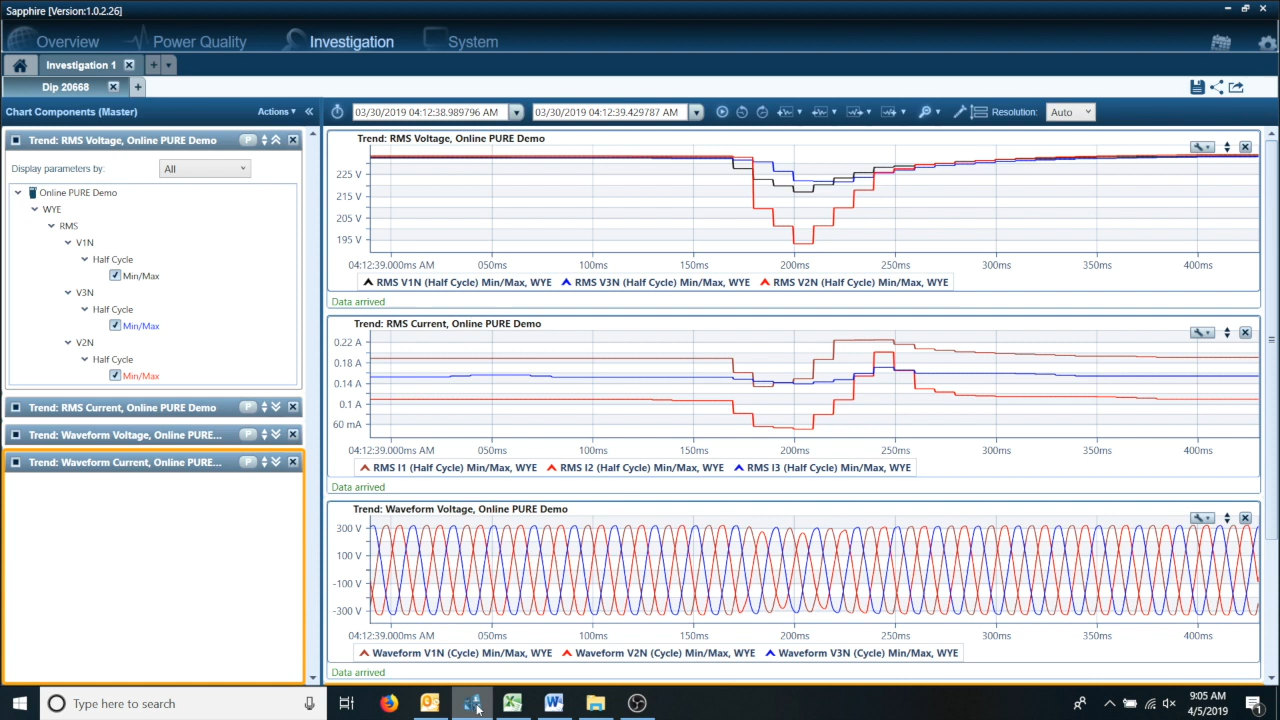 Sapphire [Version:1.0.2.26]
Overview Power Quality Investigation System
Investigation 1
Dip 20668
Chart Components (Master) Actions
03/30/2019 04:12:38.989796 AM 03/30/2019 04:12:39.429787 AM Resolution: Auto
Trend: RMS Voltage, Online PURE Demo P
Display parameters by: All
Online PURE Demo
WYE
RMS
V1N
Half Cycle
Min/Max
V3N
Half Cycle
Min/Max
V2N
Half Cycle
Min/Max
Trend: RMS Current, Online PURE Demo P
Trend: Waveform Voltage, Online PURE... P
Trend: Waveform Current, Online PURE... P
Trend: RMS Voltage, Online PURE Demo
225 V
215 V
205 V
195 V
04:12:39.000ms AM 050ms 100ms 150ms 200ms 250ms 300ms 350ms 400ms
RMS V1N (Half Cycle) Min/Max, WYE RMS V3N (Half Cycle) Min/Max, WYE RMS V2N (Half Cycle) Min/Max, WYE
Data arrived
Trend: RMS Current, Online PURE Demo
0.22 A
0.18 A
0.14 A
0.1 A
60 mA
04:12:39.000ms AM 050ms 100ms 150ms 200ms 250ms 300ms 350ms 400ms
RMS I1 (Half Cycle) Min/Max, WYE RMS I2 (Half Cycle) Min/Max, WYE RMS I3 (Half Cycle) Min/Max, WYE
Data arrived
Trend: Waveform Voltage, Online PURE Demo
300 V
100 V
-100 V
-300 V
04:12:39.000ms AM 050ms 100ms 150ms 200ms 250ms 300ms 350ms 400ms
Waveform V1N (Cycle) Min/Max, WYE Waveform V2N (Cycle) Min/Max, WYE Waveform V3N (Cycle) Min/Max, WYE
Data arrived
Type here to search
9:05 AM
4/5/2019
1